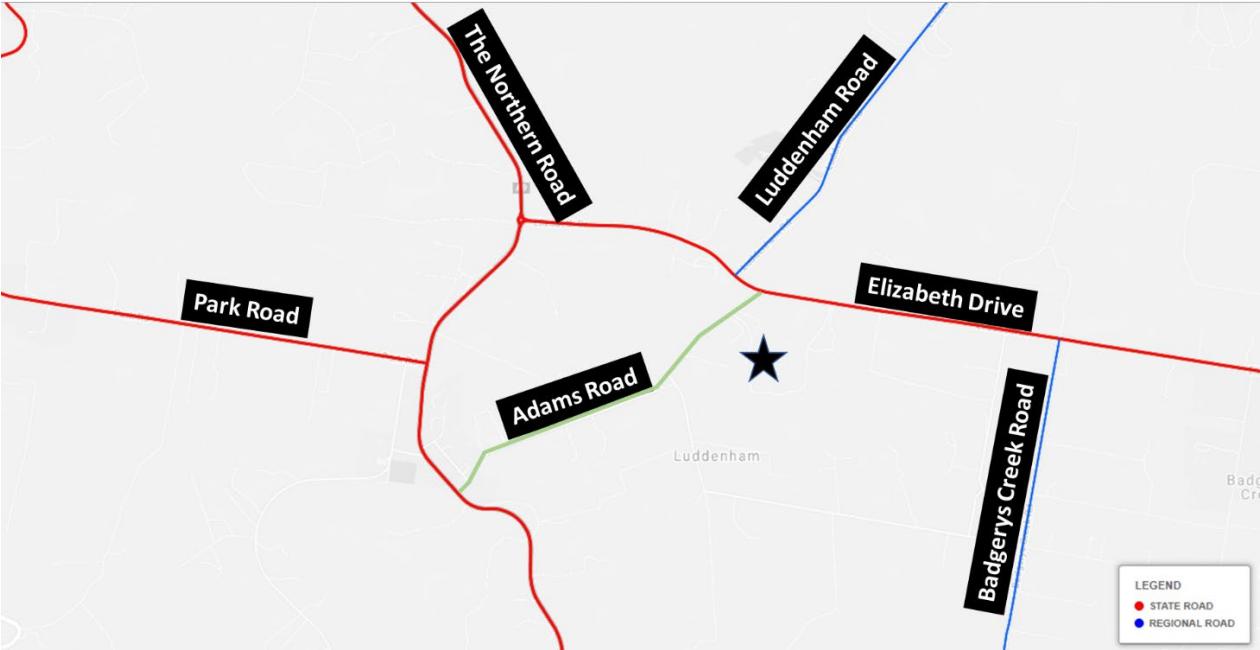 The Northern Road
Luddenham Road
Elizabeth Drive
Park Road
Adams Road
Luddenham
Badgerys Creek Road
LEGEND
STATE ROAD
REGIONAL ROAD